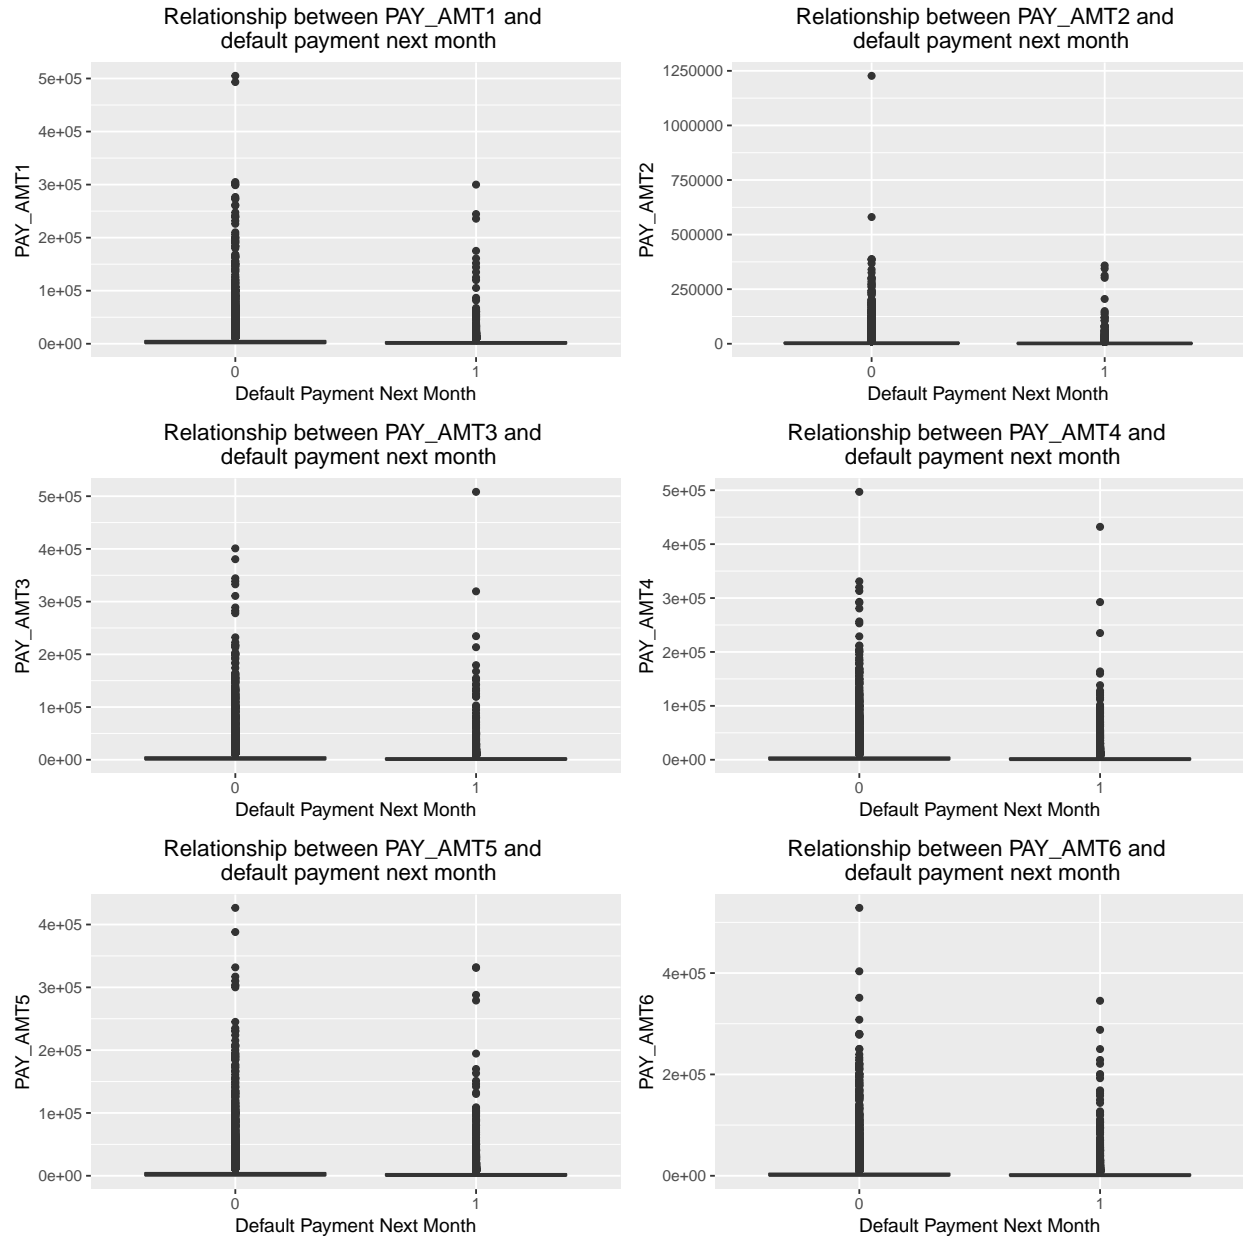 Relationship between PAY_AMT1 and
default payment next month
5e+05
4e+05
3e+05
2e+05
1e+05
0e+00
PAY_AMT1
0
1
Default Payment Next Month
Relationship between PAY_AMT2 and
default payment next month
1250000
1000000
750000
500000
250000
0
PAY_AMT2
0
1
Default Payment Next Month
Relationship between PAY_AMT3 and
default payment next month
5e+05
4e+05
3e+05
2e+05
1e+05
0e+00
PAY_AMT3
0
1
Default Payment Next Month
Relationship between PAY_AMT4 and
default payment next month
5e+05
4e+05
3e+05
2e+05
1e+05
0e+00
PAY_AMT4
0
1
Default Payment Next Month
Relationship between PAY_AMT5 and
default payment next month
4e+05
3e+05
2e+05
1e+05
0e+00
PAY_AMT5
0
1
Default Payment Next Month
Relationship between PAY_AMT6 and
default payment next month
4e+05
2e+05
0e+00
PAY_AMT6
0
1
Default Payment Next Month